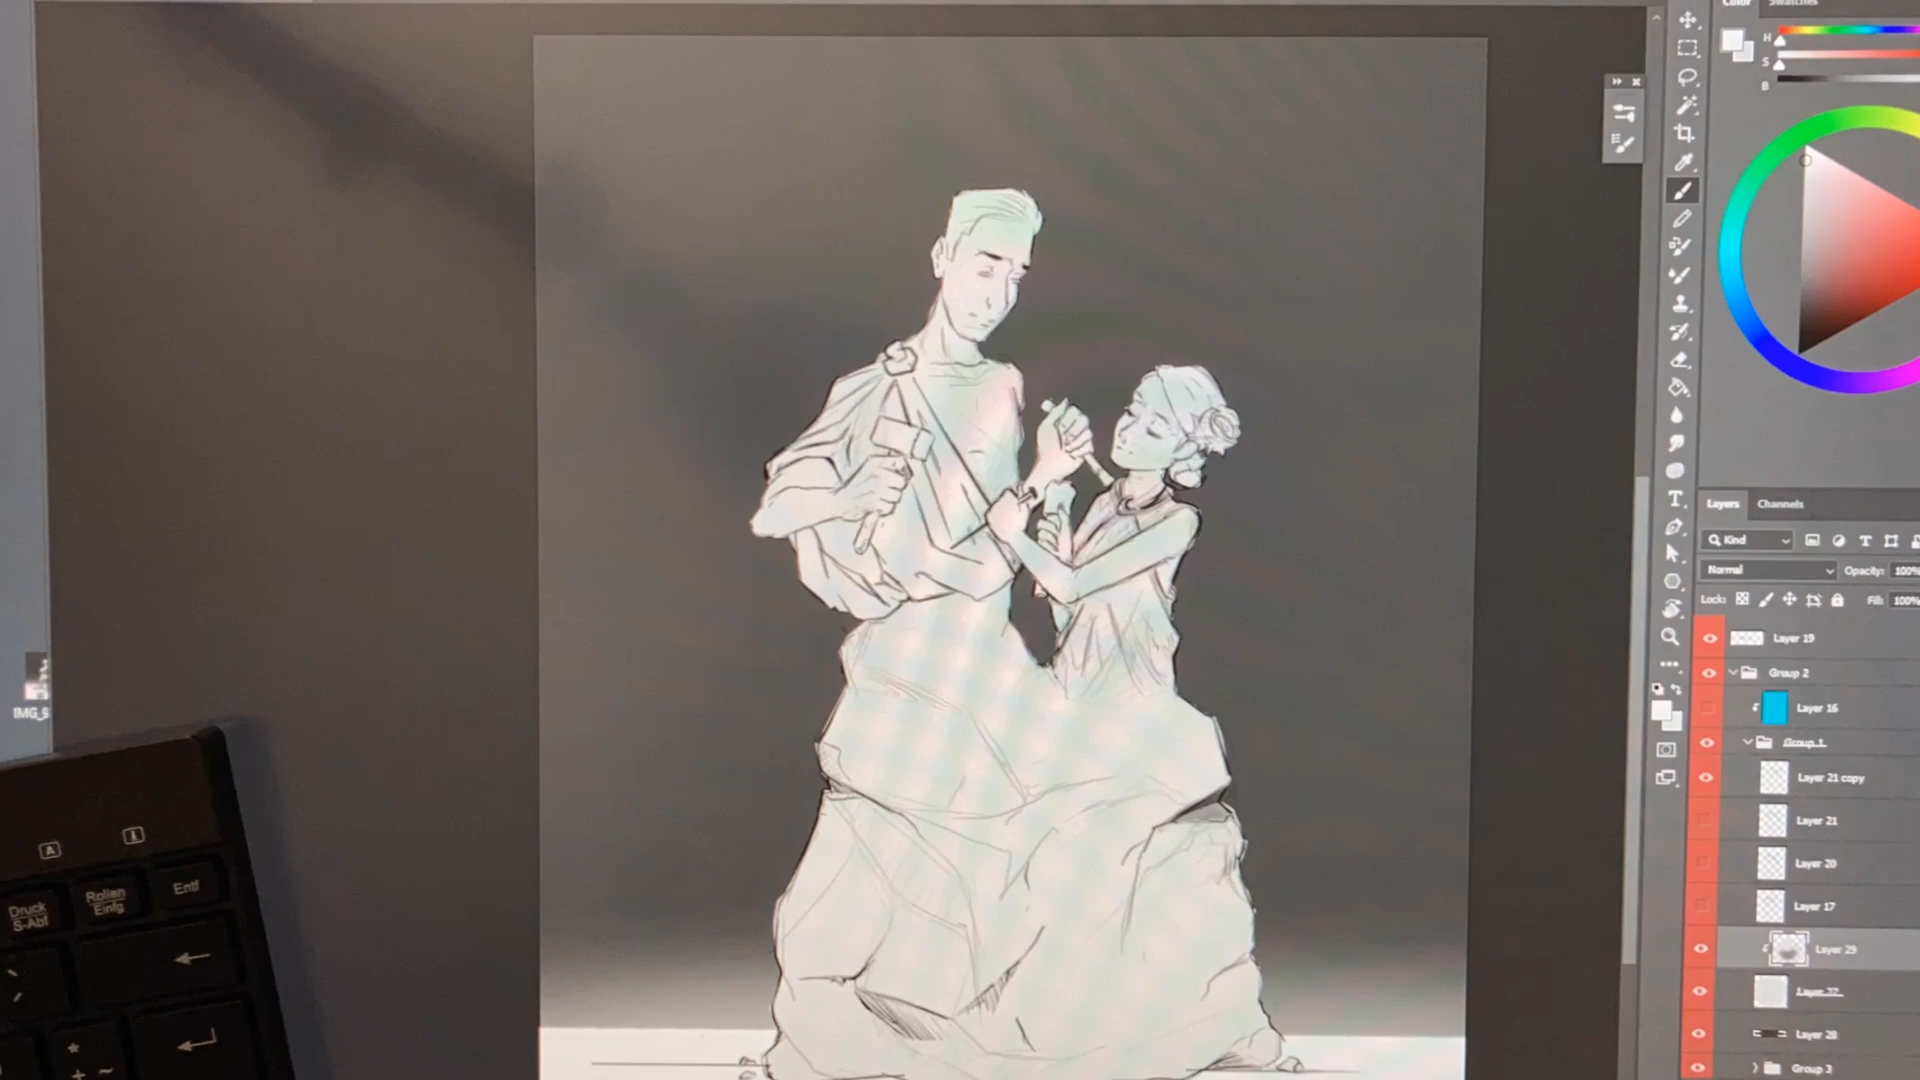 Color Swatches
H
S
B
Layers Channels
Kind
Normal Opacity: 100%
Lock: Fill: 100%
Layer 19
Group 2
Layer 16
Group 1
Layer 21 copy
Layer 21
Layer 20
Layer 17
Layer 29
Layer 28
Group 3
IMG_9
A
Druck
S-Abf
Rollen
Einfg
Entf